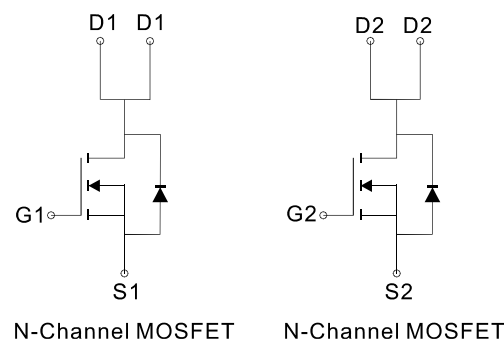 D1 D1 D2 D2
G1 G2
S1 S2
N-Channel MOSFET N-Channel MOSFET